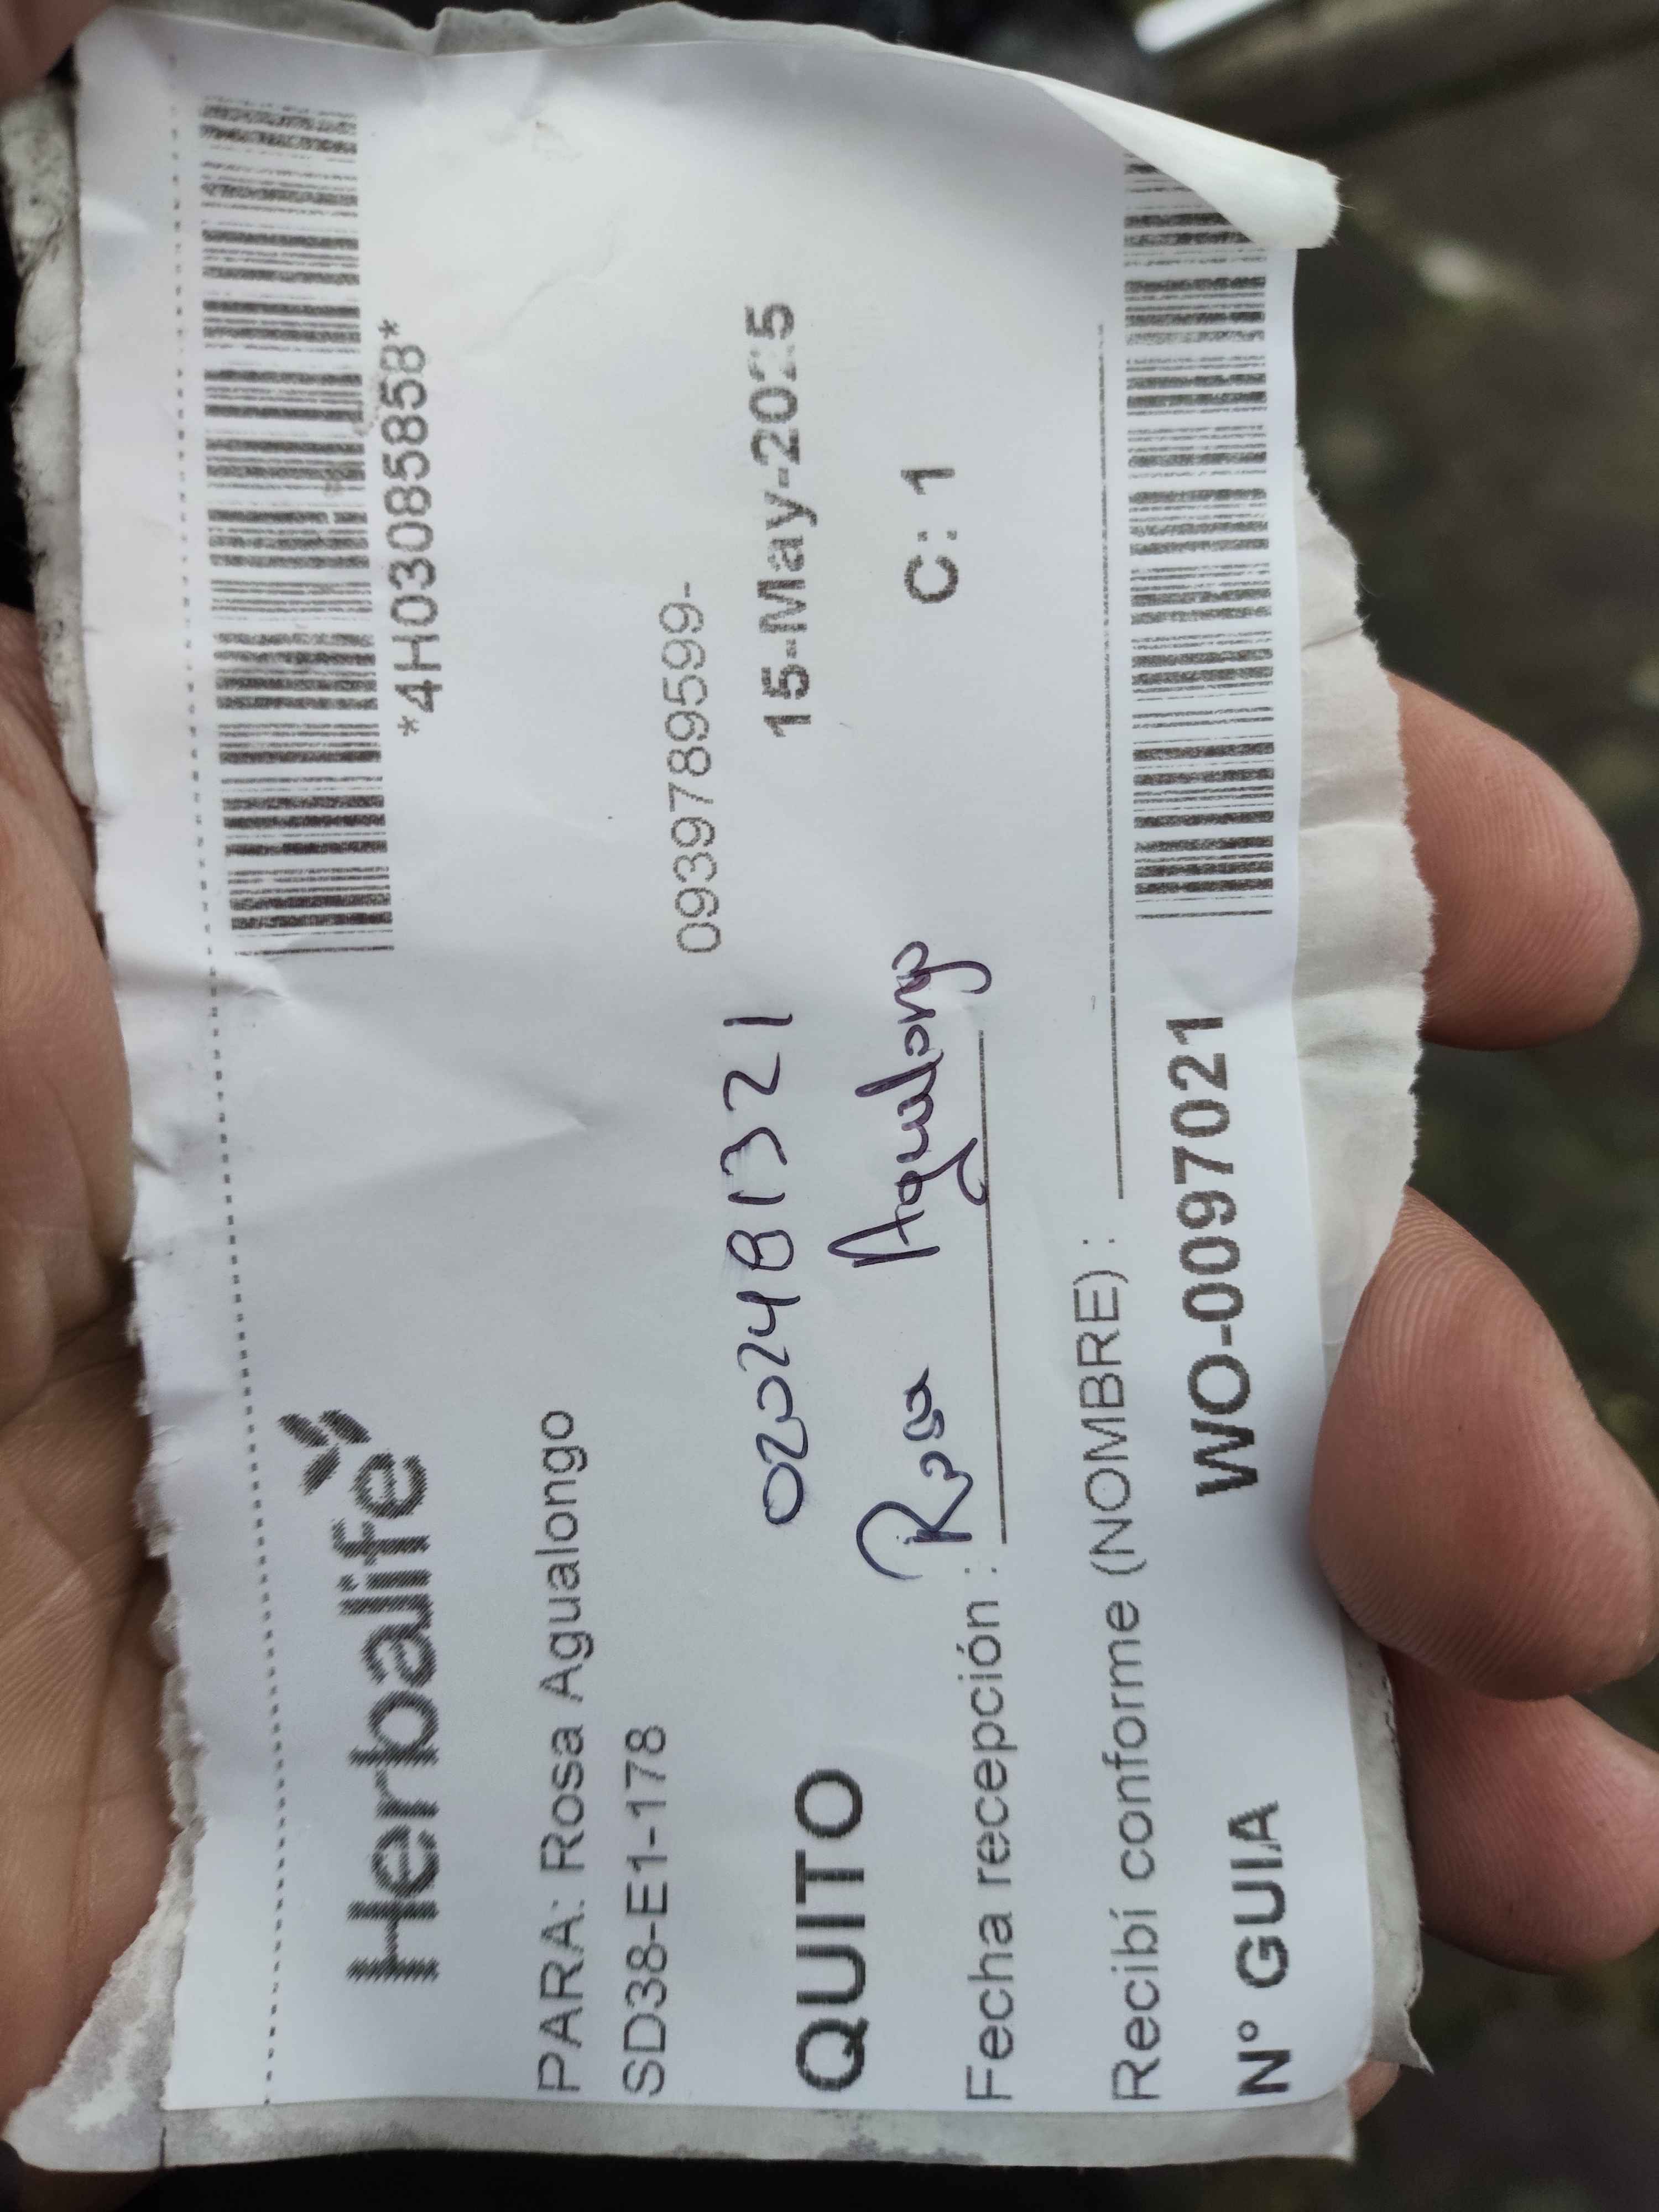 *4H03085858*
Herbalife
PARA: Rosa Agualongo
SD38-E1-178
0939789599-
QUITO
0202481321
15-May-2025
Fecha recepción : Rosa Agualongo
C: 1
Recibí conforme (NOMBRE) :
N° GUIA WO-0097021